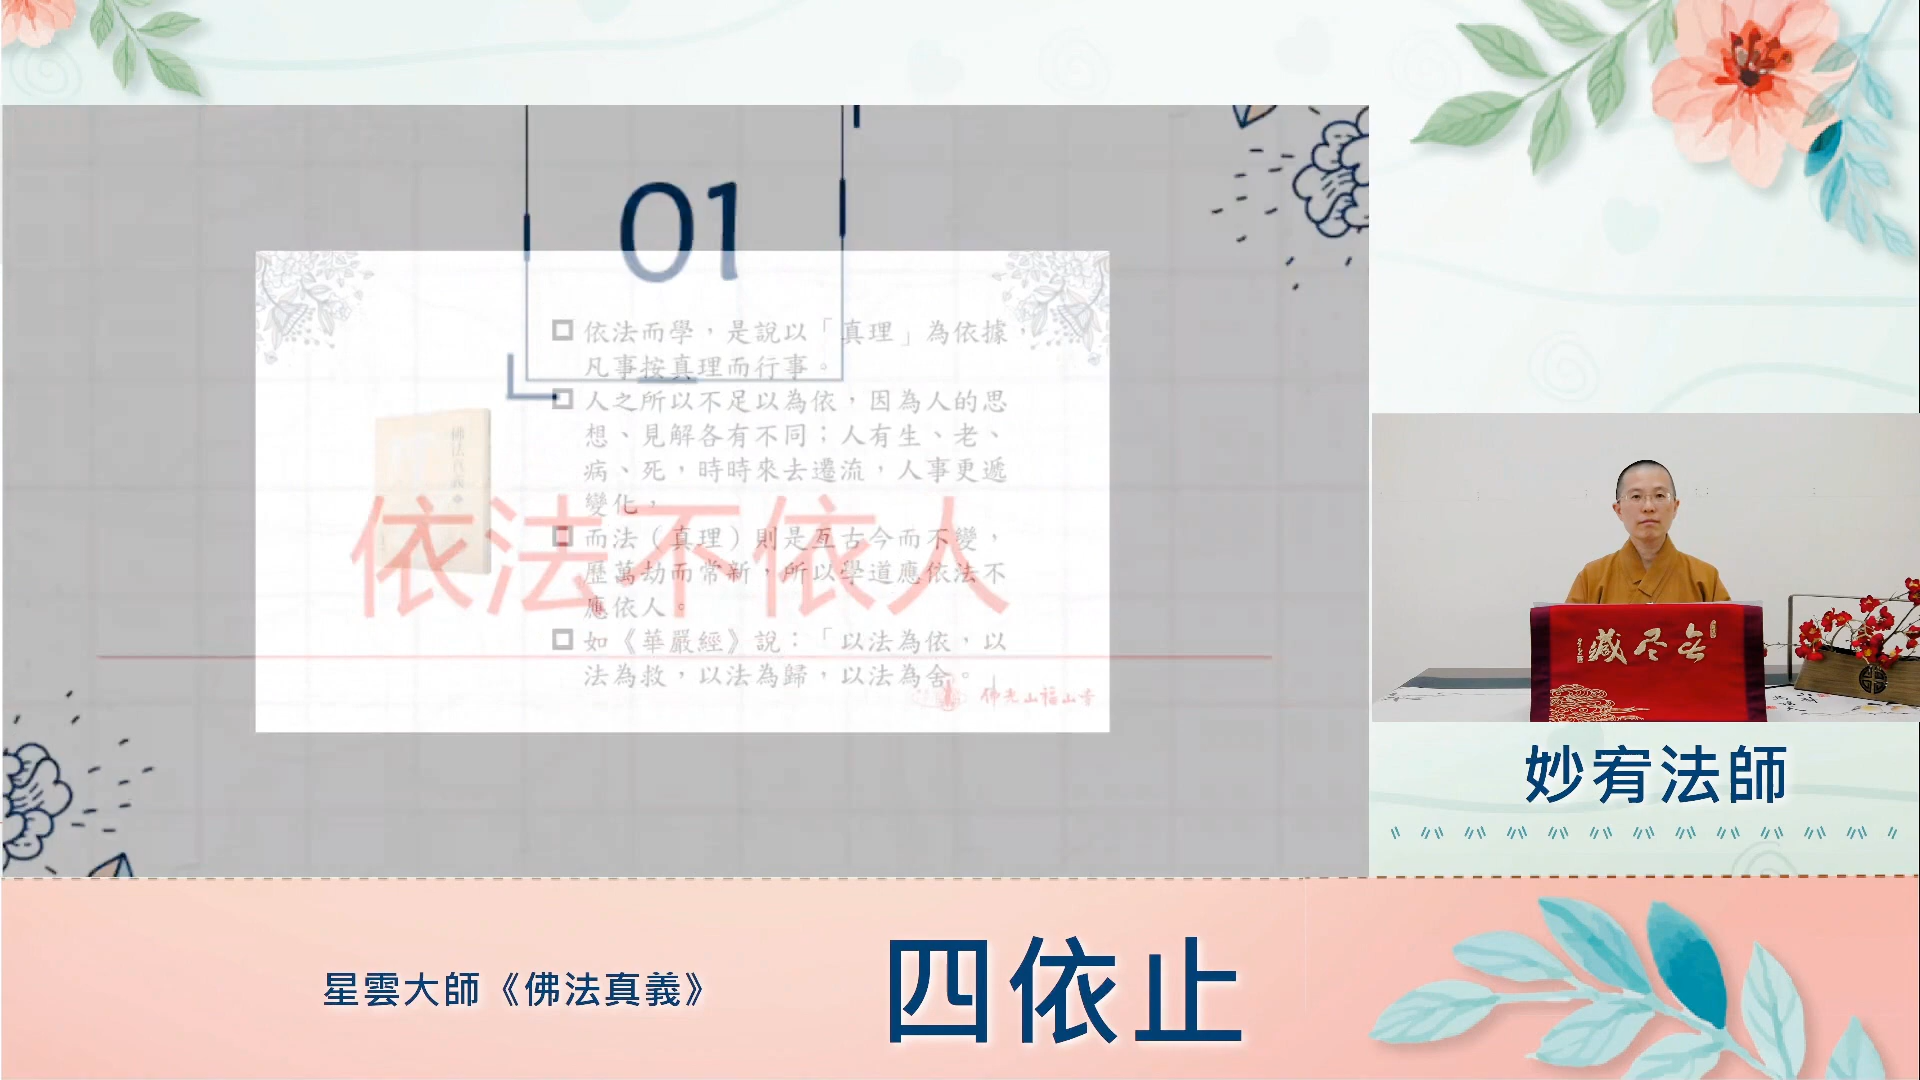 01
依法不依人
依法而學，是說以「真理」為依據，
凡事按真理而行事。
人之所以不足以為依，因為人的思
想、見解各有不同；人有生、老、
病、死，時時來去遷流，人事更遞
變化，
而法（真理）則是亙古今而不變，
歷萬劫而常新，所以學道應依法不
應依人。
如《華嚴經》說：「以法為依，以
法為救，以法為歸，以法為舍。」
佛法真義
佛光山福山寺
藏尽無
妙宥法師
星雲大師《佛法真義》
四依止